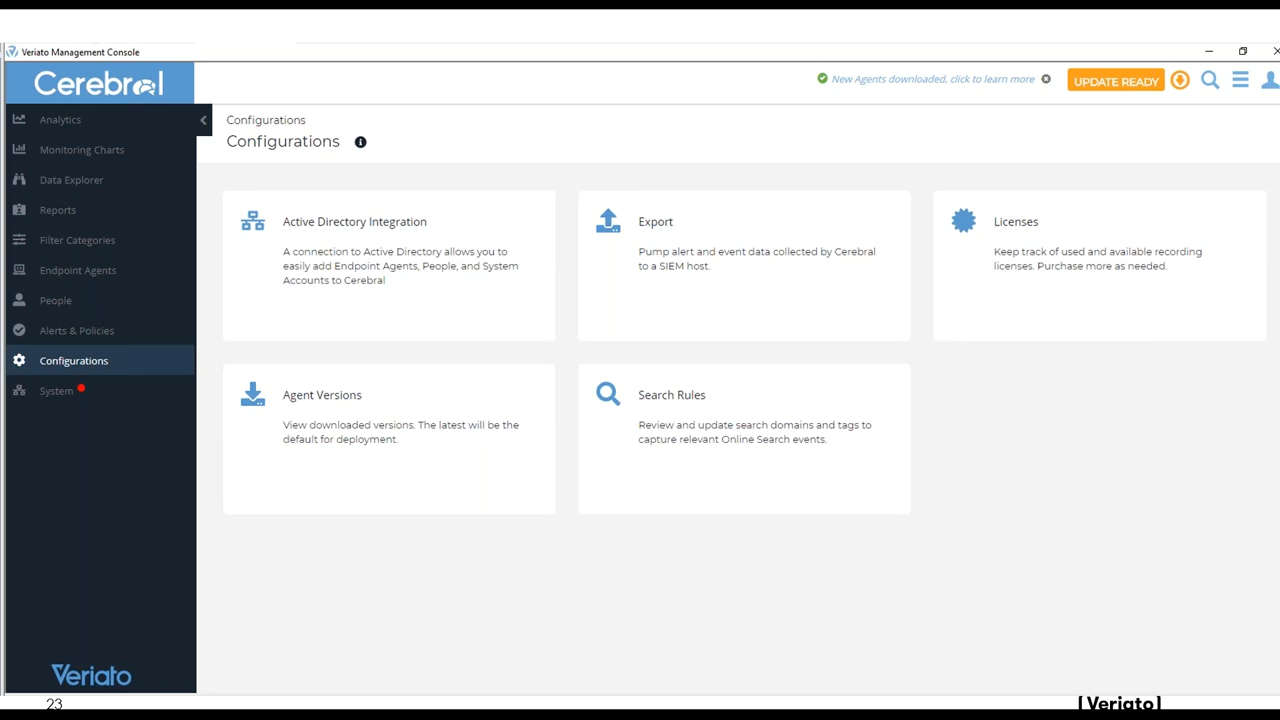 Veriato Management Console
Cerebral
New Agents downloaded, click to learn more
UPDATE READY
Analytics
Monitoring Charts
Data Explorer
Reports
Filter Categories
Endpoint Agents
People
Alerts & Policies
Configurations
System
Veriato
Configurations
Configurations
Active Directory Integration
A connection to Active Directory allows you to
easily add Endpoint Agents, People, and System
Accounts to Cerebral
Export
Pump alert and event data collected by Cerebral
to a SIEM host.
Licenses
Keep track of used and available recording
licenses. Purchase more as needed.
Agent Versions
View downloaded versions. The latest will be the
default for deployment.
Search Rules
Review and update search domains and tags to
capture relevant Online Search events.
23
[Veriato]